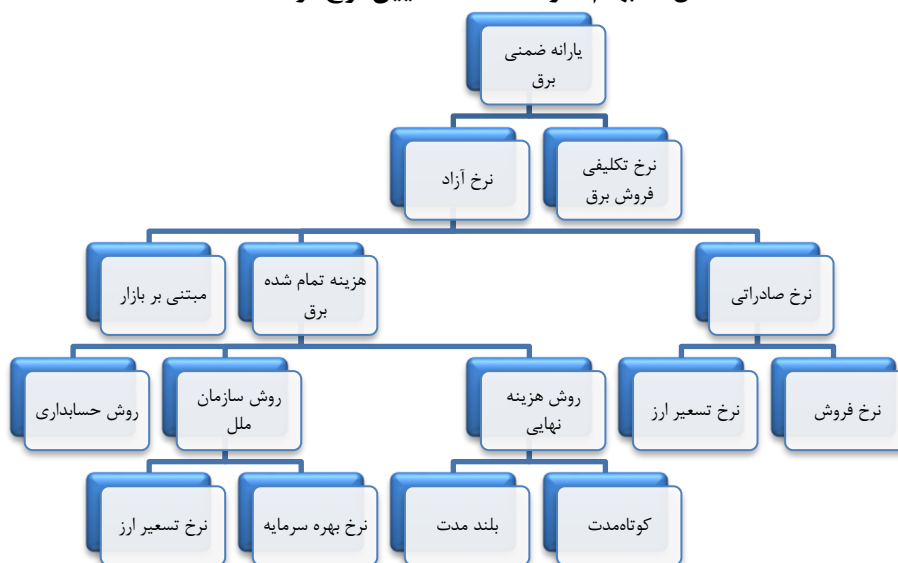 یارانه ضمنی
برق
نرخ تکلیفی
فروش برق
نرخ آزاد
نرخ صادراتی
هزینه تمام شده
برق
مبتنی بر بازار
نرخ فروش
نرخ تسعیر ارز
روش هزینه
نهایی
روش سازمان
ملل
روش حسابداری
کوتاه‌مدت
بلند مدت
نرخ بهره سرمایه
نرخ تسعیر ارز